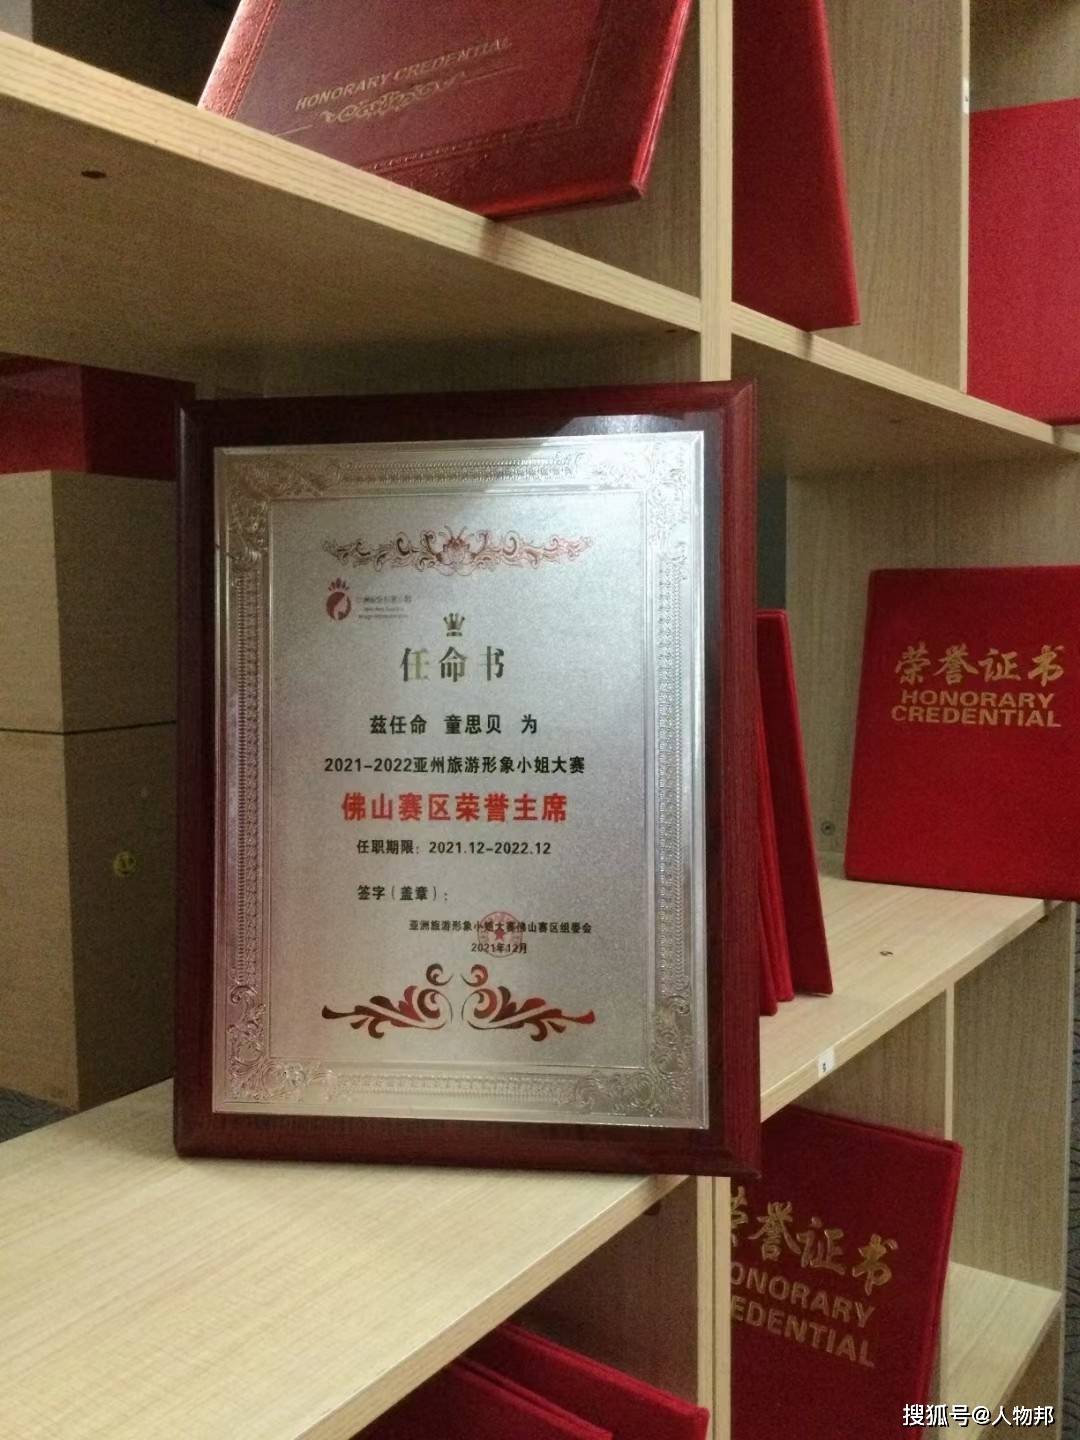 HONORARY CREDENTIAL
任命书
兹任命 童思贝 为
2021-2022亚州旅游形象小姐大赛
佛山赛区荣誉主席
任职期限：2021.12-2022.12
签字（盖章）：
亚洲旅游形象小姐大赛佛山赛区组委会
2021年12月
荣誉证书
HONORARY
CREDENTIAL
荣誉证书
ONORARY
EDENTIAL
搜狐号@人物邦